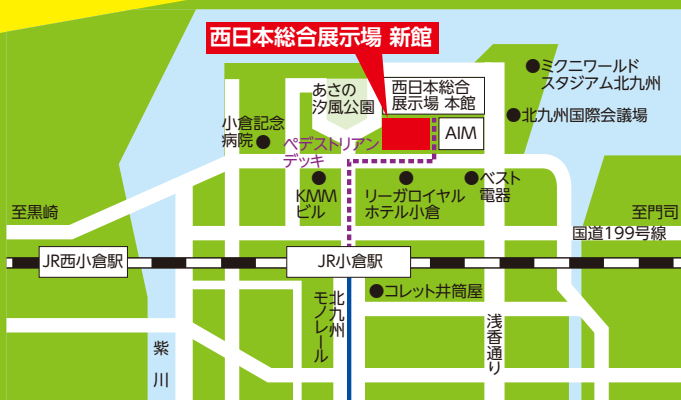 西日本総合展示場 新館
ミクニワールド
スタジアム北九州
あさの
汐風公園
西日本総合
展示場 本館
北九州国際会議場
小倉記念
病院
AIM
ペデストリアン
デッキ
KMM
ビル
リーガロイヤル
ホテル小倉
ベスト
電器
至黒崎
至門司
国道199号線
JR西小倉駅
JR小倉駅
コレット井筒屋
北九州
モノレール
浅香通り
紫川